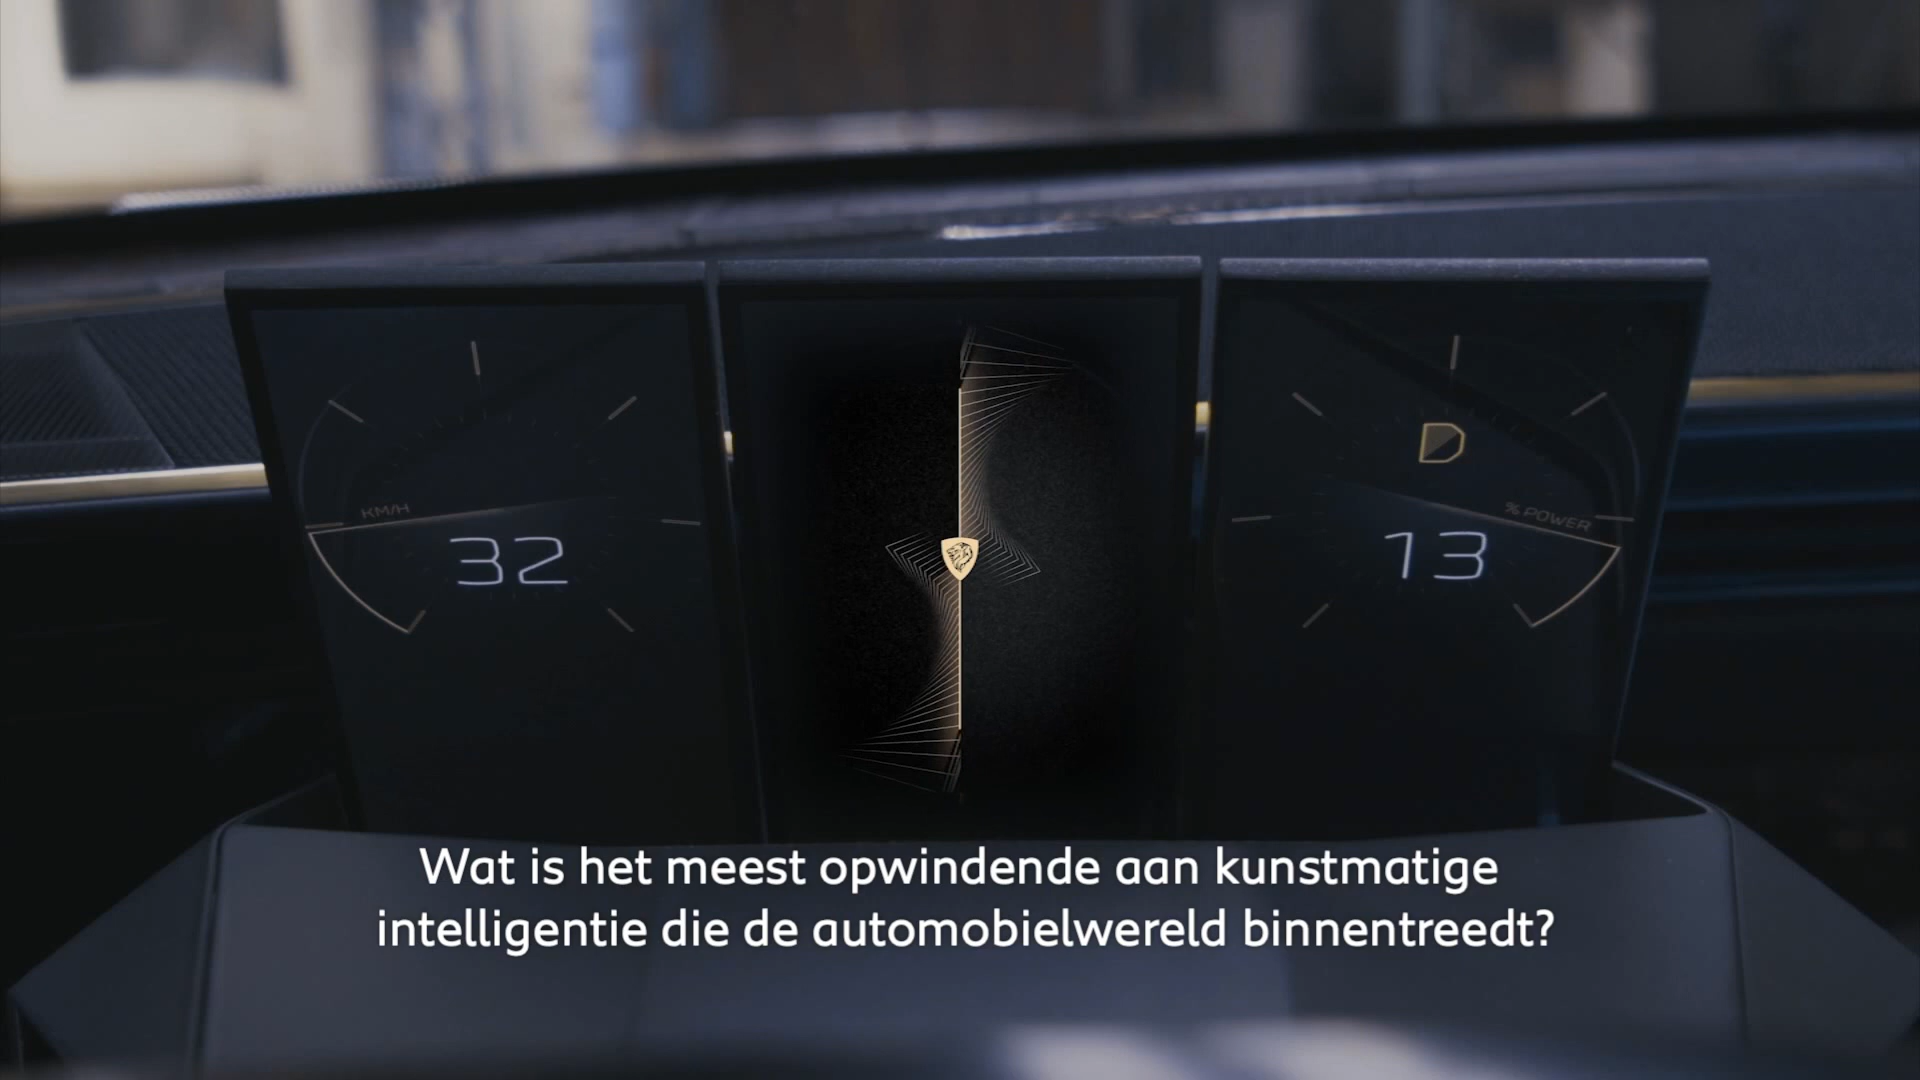 KM/H
32
D
% POWER
13
Wat is het meest opwindende aan kunstmatige
intelligentie die de automobielwereld binnentreedt?